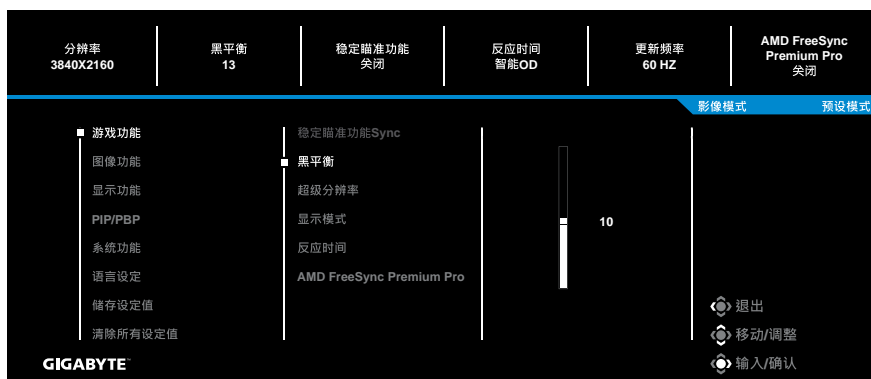 分辨率
3840X2160
黑平衡
13
稳定瞄准功能
关闭
反应时间
智能OD
更新频率
60 HZ
AMD FreeSync
Premium Pro
关闭
影像模式
预设模式
游戏功能
图像功能
显示功能
PIP/PBP
系统功能
语言设定
储存设定值
清除所有设定值
稳定瞄准功能Sync
黑平衡
超级分辨率
显示模式
反应时间
AMD FreeSync Premium Pro
10
退出
移动/调整
输入/确认
GIGABYTE™